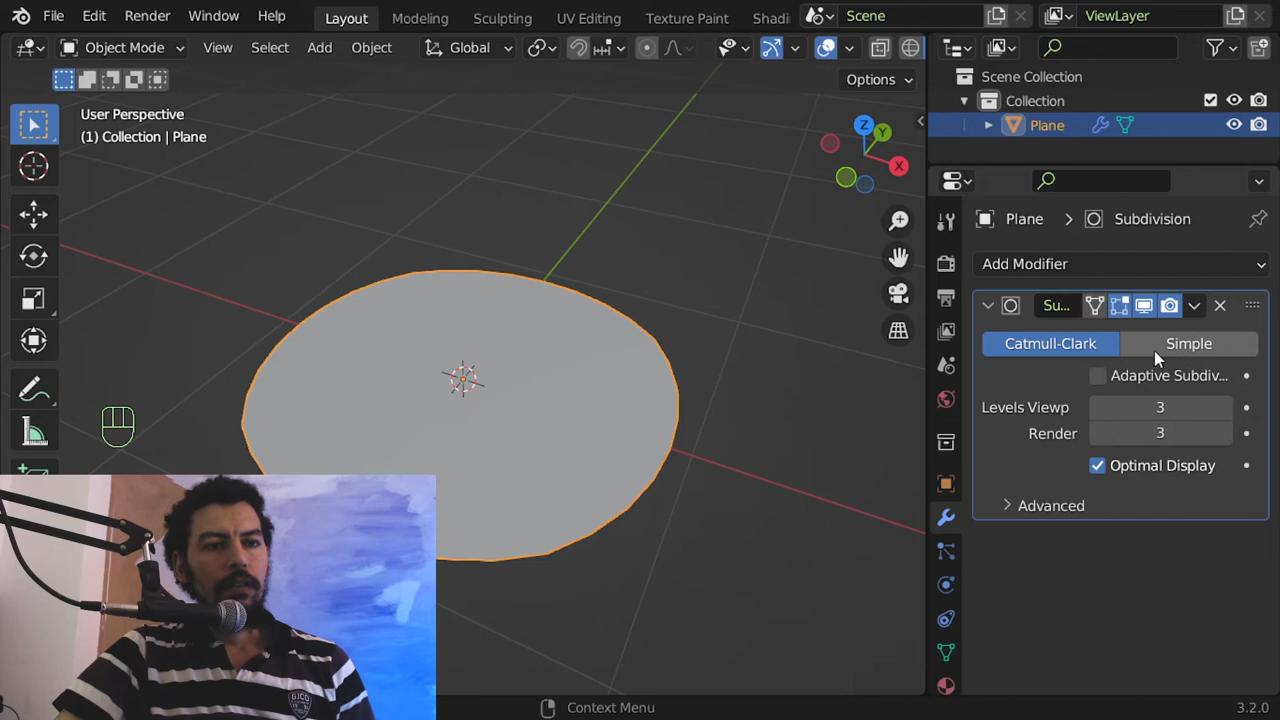 File Edit Render Window Help Layout Modeling Sculpting UV Editing Texture Paint Shadi Scene ViewLayer
Object Mode View Select Add Object Global
Options
User Perspective
(1) Collection | Plane
Z
Y
X
Scene Collection
Collection
Plane
Plane > Subdivision
Add Modifier
Su...
Catmull-Clark Simple
Adaptive Subdiv...
Levels Viewp 3
Render 3
Optimal Display
Advanced
GJCO
Context Menu 3.2.0